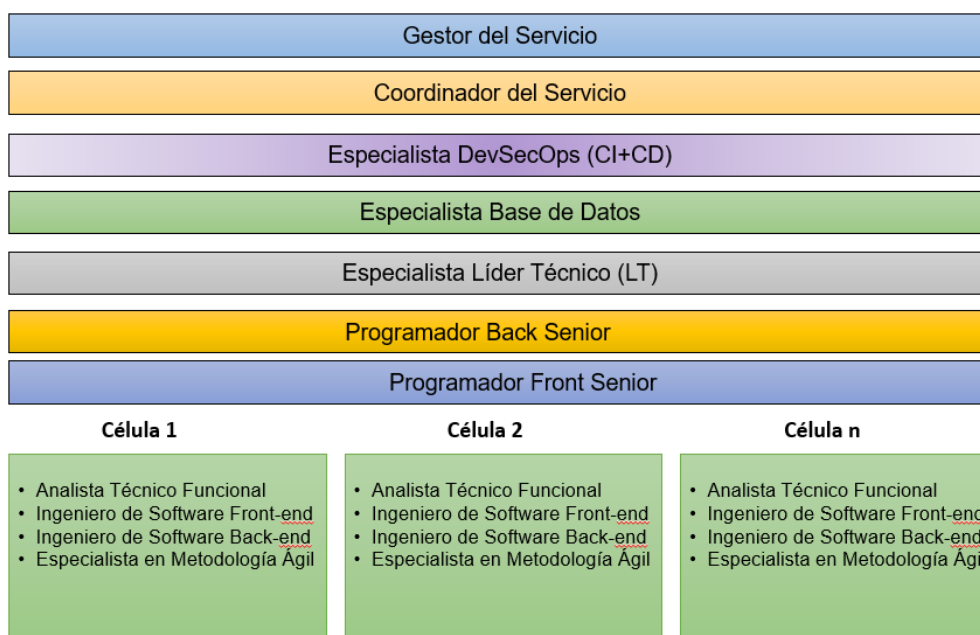 Gestor del Servicio
Coordinador del Servicio
Especialista DevSecOps (CI+CD)
Especialista Base de Datos
Especialista Líder Técnico (LT)
Programador Back Senior
Programador Front Senior
Célula 1
• Analista Técnico Funcional
• Ingeniero de Software Front-end
• Ingeniero de Software Back-end
• Especialista en Metodología Ágil
Célula 2
• Analista Técnico Funcional
• Ingeniero de Software Front-end
• Ingeniero de Software Back-end
• Especialista en Metodología Ágil
Célula n
• Analista Técnico Funcional
• Ingeniero de Software Front-end
• Ingeniero de Software Back-end
• Especialista en Metodología Ágil